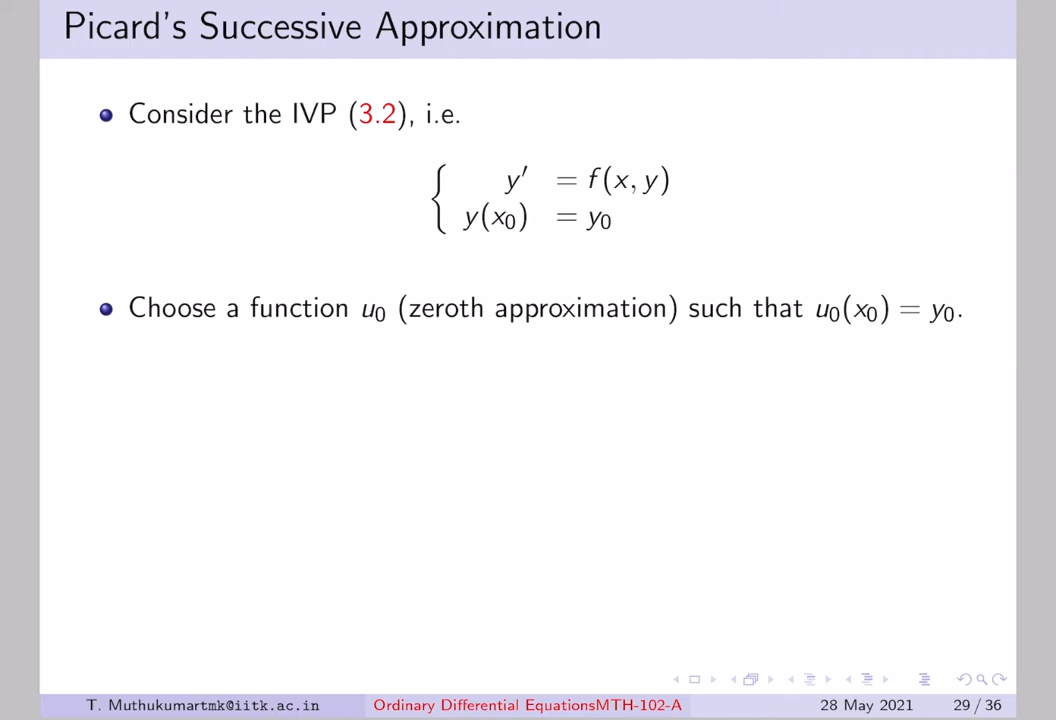 Picard's Successive Approximation
Consider the IVP (3.2), i.e.
y′ = f(x, y)
y(x₀) = y₀
Choose a function u₀ (zeroth approximation) such that u₀(x₀) = y₀.
T. Muthukumartmk@iitk.ac.in Ordinary Differential EquationsMTH-102-A 28 May 2021 29 / 36